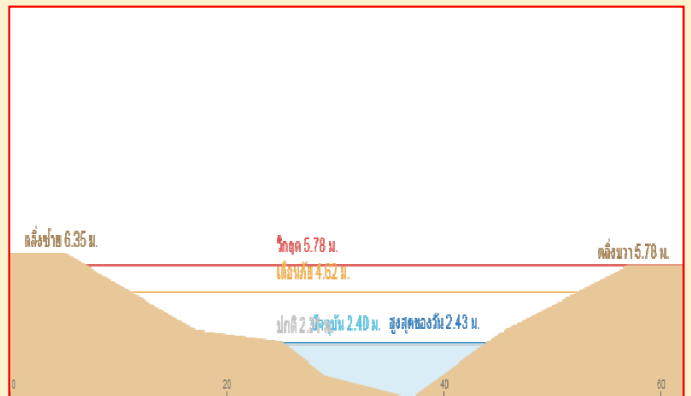 ตลิ่งซ้าย 6.35 ม.
วิกฤต 5.78 ม.
ตลิ่งขวา 5.78 ม.
เตือนภัย 4.62 ม.
ปกติ ปัจจุบัน 2.40 ม. สูงสุดของวัน 2.43 ม.
0 20 40 60